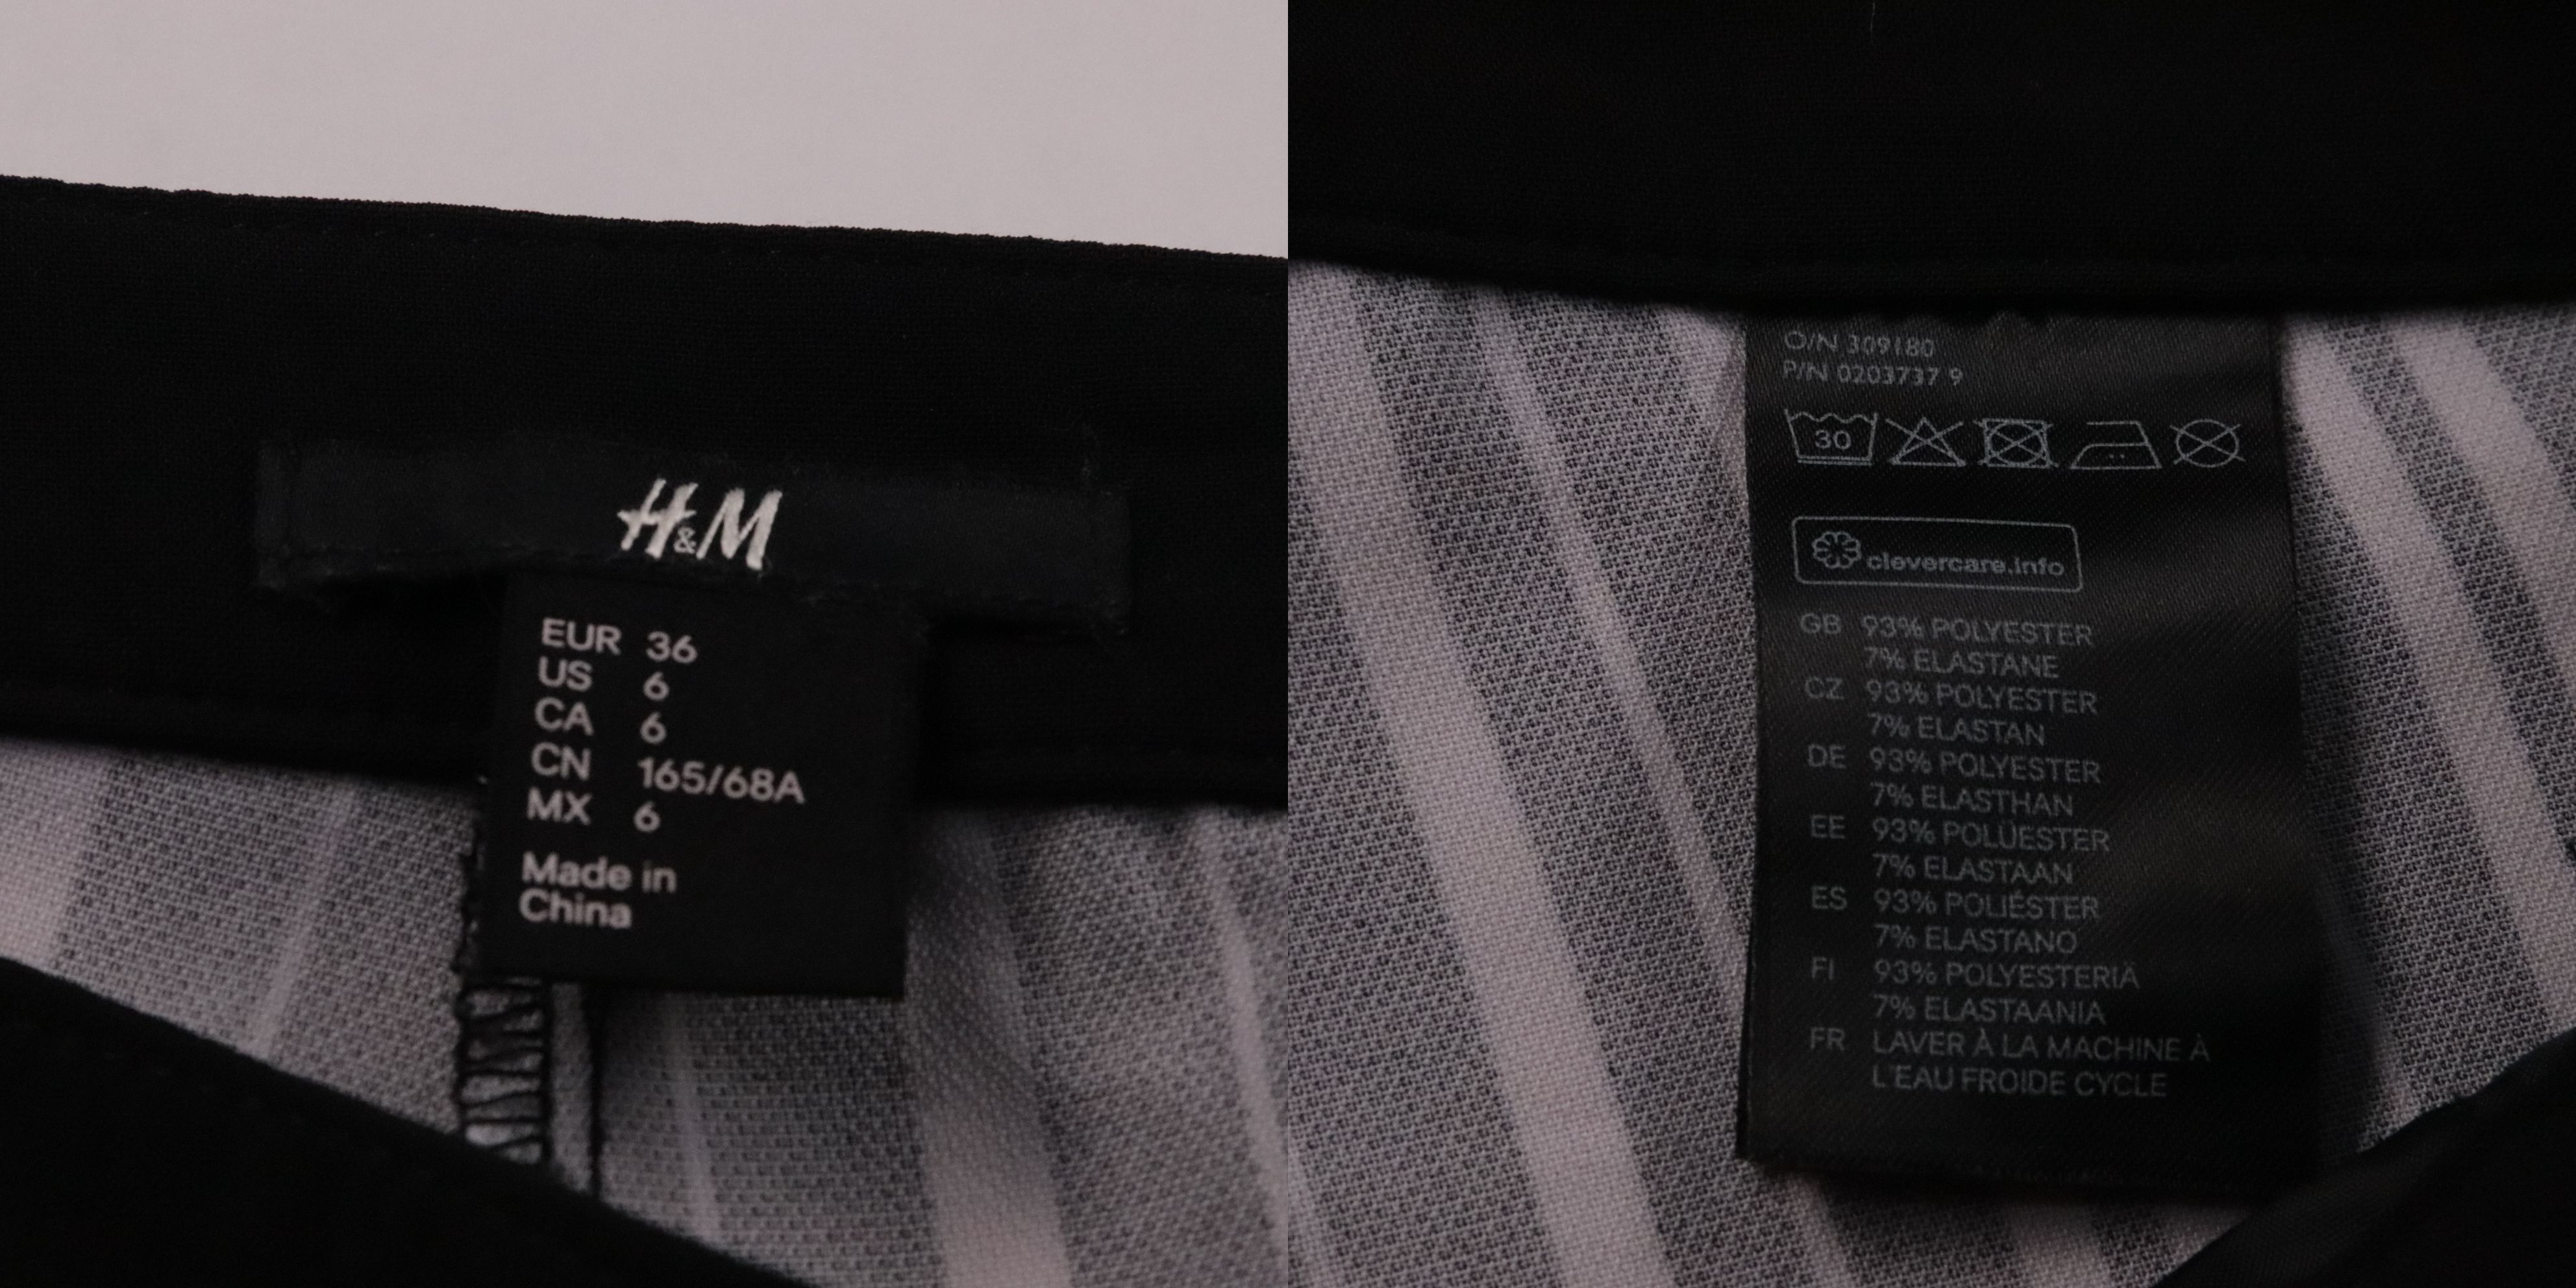 H&M
EUR 36
US 6
CA 6
CN 165/68A
MX 6
Made in
China
O/N 309180
P/N 0203737 9
30
clevercare.info
GB 93% POLYESTER
7% ELASTANE
CZ 93% POLYESTER
7% ELASTAN
DE 93% POLYESTER
7% ELASTHAN
EE 93% POLÜESTER
7% ELASTAAN
ES 93% POLIÉSTER
7% ELASTANO
FI 93% POLYESTERIÄ
7% ELASTAANIA
FR LAVER À LA MACHINE À
L'EAU FROIDE CYCLE